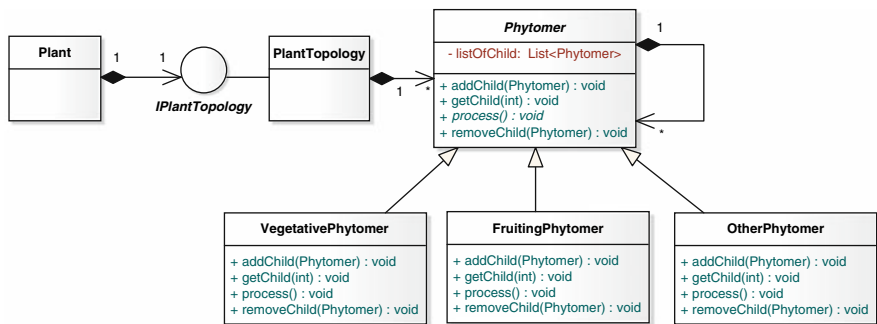 Plant
1
1
IPlantTopology
PlantTopology
1
*
Phytomer
- listOfChild: List<Phytomer>
+ addChild(Phytomer) : void
+ getChild(int) : void
+ process() : void
+ removeChild(Phytomer) : void
1
*
VegetativePhytomer
+ addChild(Phytomer) : void
+ getChild(int) : void
+ process() : void
+ removeChild(Phytomer) : void
FruitingPhytomer
+ addChild(Phytomer) : void
+ getChild(int) : void
+ process() : void
+ removeChild(Phytomer) : void
OtherPhytomer
+ addChild(Phytomer) : void
+ getChild(int) : void
+ process() : void
+ removeChild(Phytomer) : void